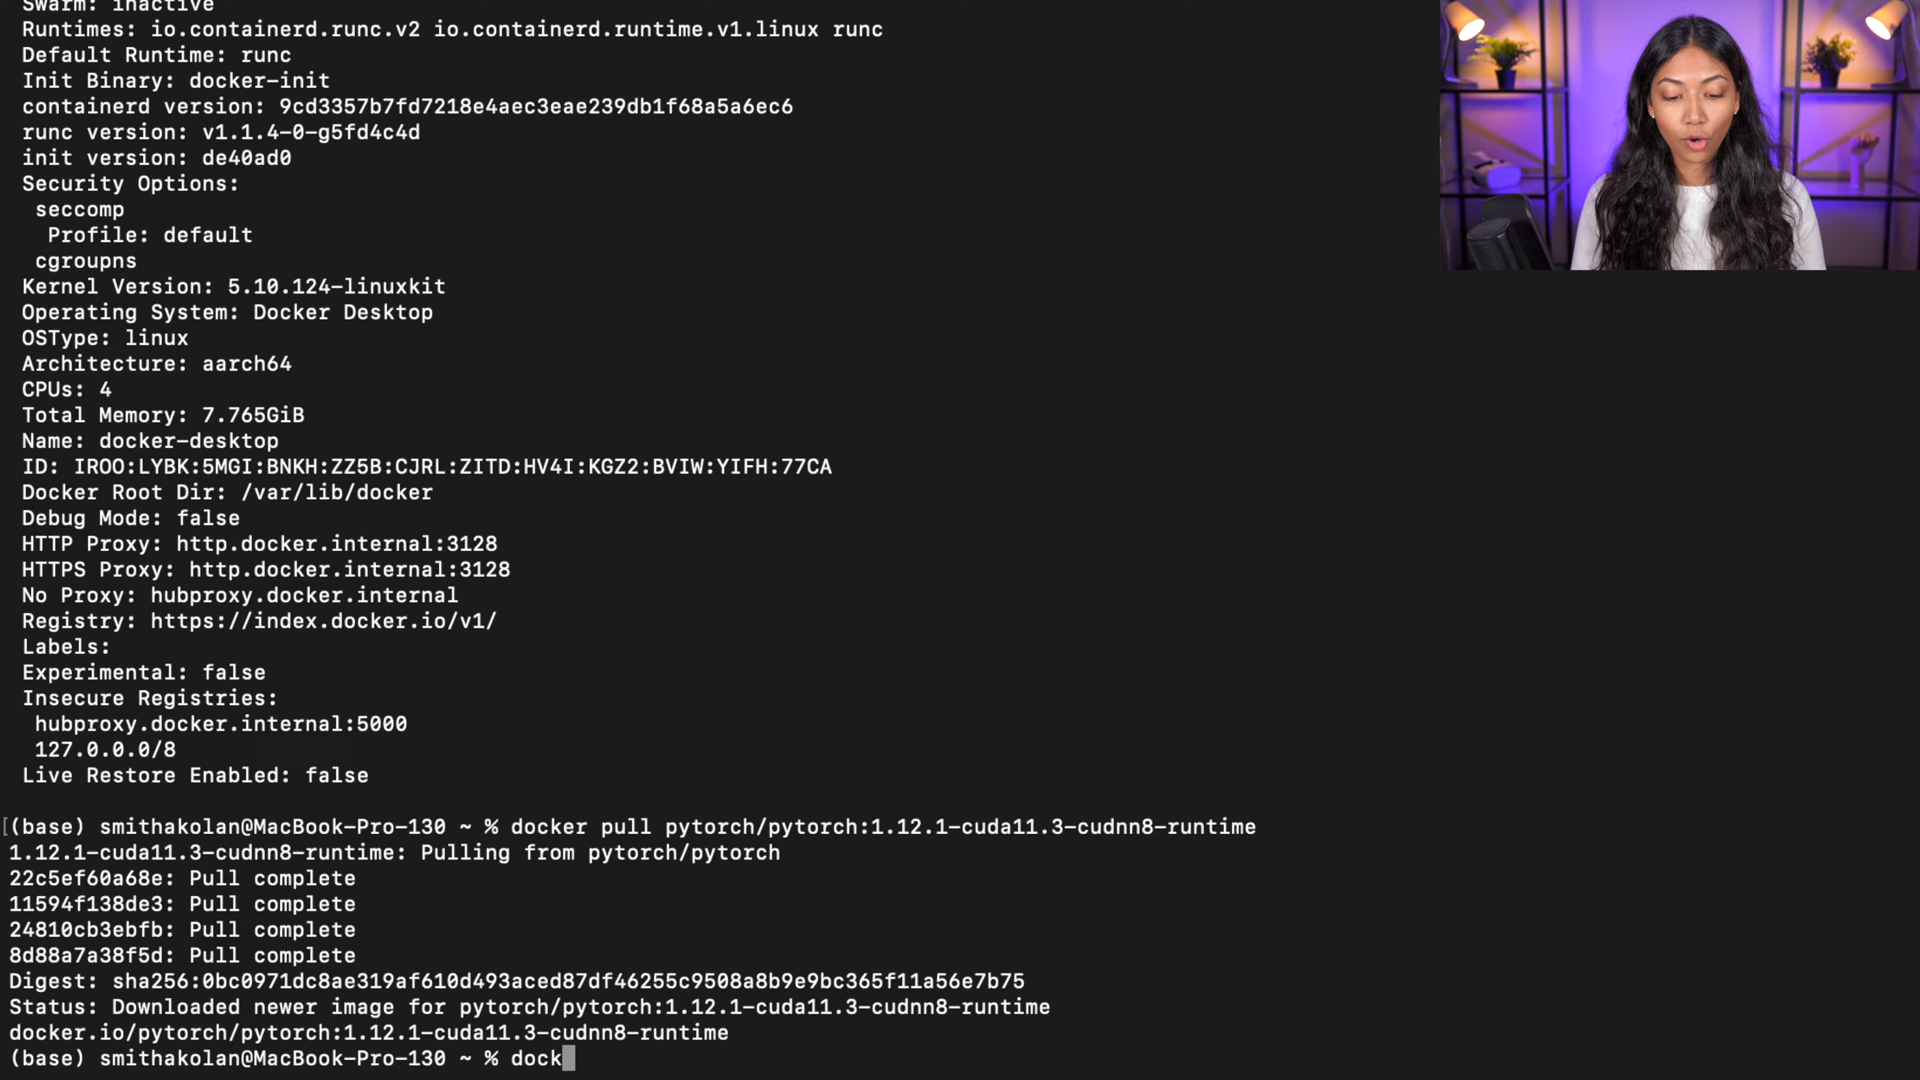 Swarm: inactive
Runtimes: io.containerd.runc.v2 io.containerd.runtime.v1.linux runc
Default Runtime: runc
Init Binary: docker-init
containerd version: 9cd3357b7fd7218e4aec3eae239db1f68a5a6ec6
runc version: v1.1.4-0-g5fd4c4d
init version: de40ad0
Security Options:
seccomp
Profile: default
cgroupns
Kernel Version: 5.10.124-linuxkit
Operating System: Docker Desktop
OSType: linux
Architecture: aarch64
CPUs: 4
Total Memory: 7.765GiB
Name: docker-desktop
ID: IROO:LYBK:5MGI:BNKH:ZZ5B:CJRL:ZITD:HV4I:KGZ2:BVIW:YIFH:77CA
Docker Root Dir: /var/lib/docker
Debug Mode: false
HTTP Proxy: http.docker.internal:3128
HTTPS Proxy: http.docker.internal:3128
No Proxy: hubproxy.docker.internal
Registry: https://index.docker.io/v1/
Labels:
Experimental: false
Insecure Registries:
hubproxy.docker.internal:5000
127.0.0.0/8
Live Restore Enabled: false
[(base) smithakolan@MacBook-Pro-130 ~ % docker pull pytorch/pytorch:1.12.1-cuda11.3-cudnn8-runtime
1.12.1-cuda11.3-cudnn8-runtime: Pulling from pytorch/pytorch
22c5ef60a68e: Pull complete
11594f138de3: Pull complete
24810cb3ebfb: Pull complete
8d88a7a38f5d: Pull complete
Digest: sha256:0bc0971dc8ae319af610d493aced87df46255c9508a8b9e9bc365f11a56e7b75
Status: Downloaded newer image for pytorch/pytorch:1.12.1-cuda11.3-cudnn8-runtime
docker.io/pytorch/pytorch:1.12.1-cuda11.3-cudnn8-runtime
(base) smithakolan@MacBook-Pro-130 ~ % dock